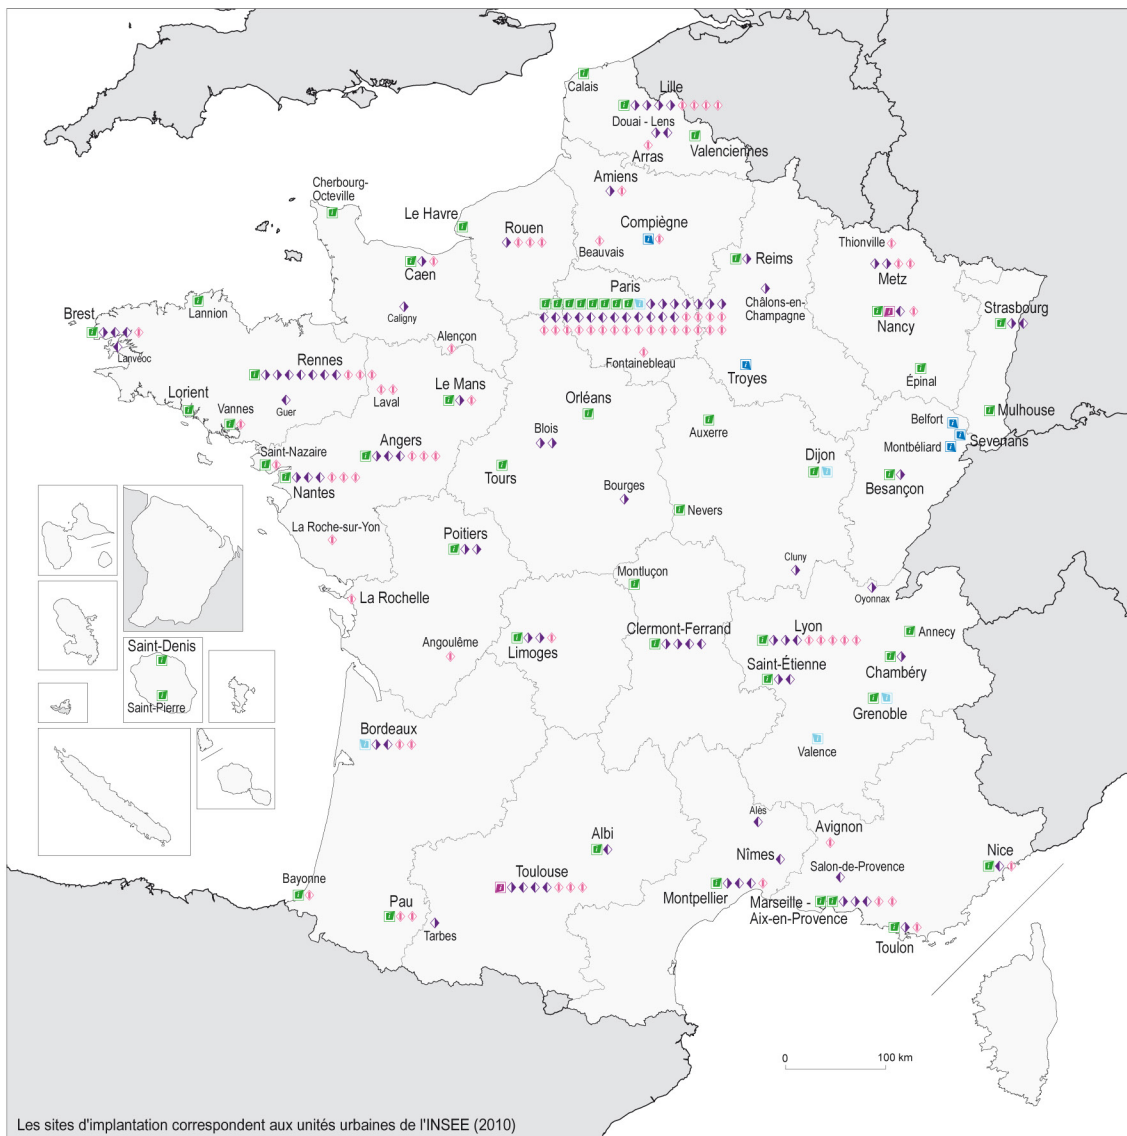 Calais
Lille
Douai - Lens
Valenciennes
Arras
Amiens
Cherbourg-
Octeville
Le Havre
Rouen
Compiègne
Beauvais
Thionville
Reims
Metz
Caen
Paris
Châlons-en-
Champagne
Caligny
Lannion
Brest
Nancy
Strasbourg
Lanvéoc
Alençon
Rennes
Fontainebleau
Troyes
Épinal
Le Mans
Laval
Lorient
Guer
Vannes
Orléans
Auxerre
Mulhouse
Belfort
Sevenans
Montbéliard
Blois
Angers
Saint-Nazaire
Dijon
Tours
Besançon
Nantes
Bourges
Nevers
La Roche-sur-Yon
Poitiers
Cluny
Montluçon
Oyonnax
La Rochelle
Lyon
Annecy
Clermont-Ferrand
Saint-Denis
Angoulême
Limoges
Saint-Étienne
Chambéry
Saint-Pierre
Grenoble
Bordeaux
Valence
Alès
Avignon
Albi
Nîmes
Salon-de-Provence
Nice
Toulouse
Bayonne
Montpellier
Marseille -
Aix-en-Provence
Pau
Tarbes
Toulon
0 100 km
Les sites d'implantation correspondent aux unités urbaines de l'INSEE (2010)